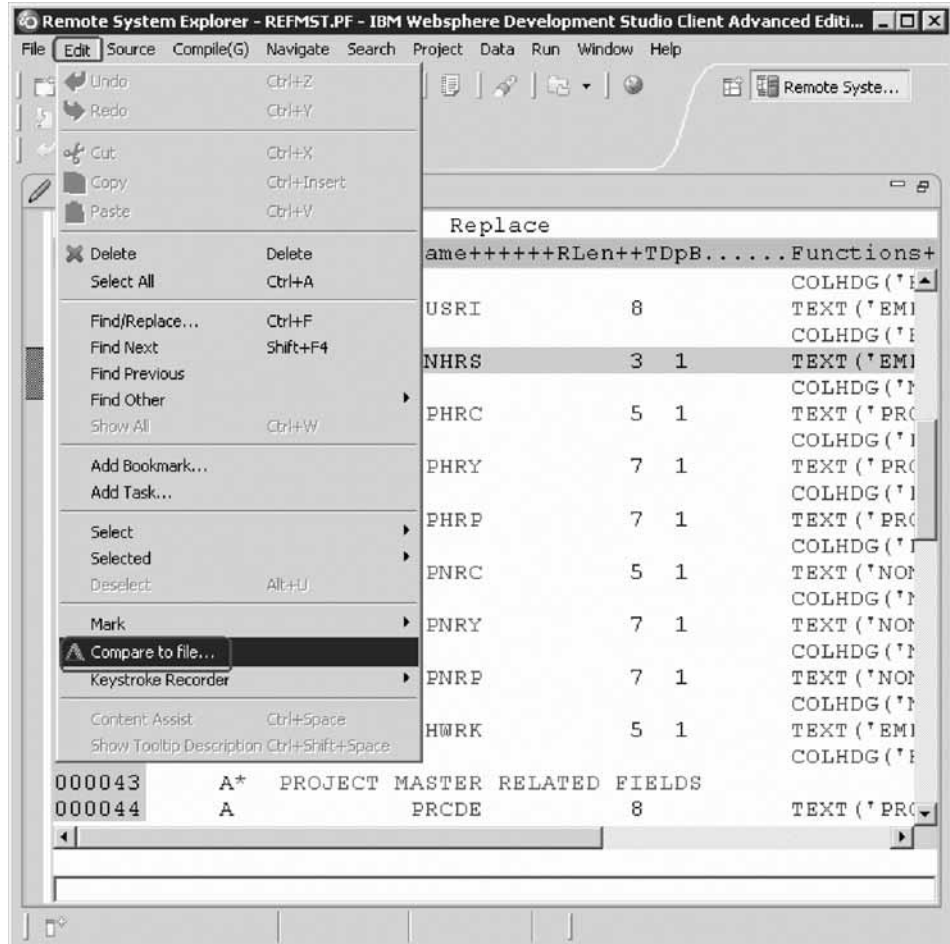 Remote System Explorer - REFMST.PF - IBM Websphere Development Studio Client Advanced Editi...
File Edit Source Compile(G) Navigate Search Project Data Run Window Help
Undo Ctrl+Z
Remote Syste...
Redo Ctrl+Y
Cut Ctrl+X
Copy Ctrl+Insert
Paste Ctrl+V
Replace
Delete Delete
ame++++++RLen++TDpB......Functions+
Select All Ctrl+A
COLHDG('
USRI 8 TEXT('EM
Find/Replace... Ctrl+F
COLHDG('
Find Next Shift+F4
NHRS 3 1 TEXT('EM
Find Previous
COLHDG('
Find Other
PHRC 5 1 TEXT('PR
Show All Ctrl+W
COLHDG('
Add Bookmark...
PHRY 7 1 TEXT('PR
Add Task...
COLHDG('
PHRP 7 1 TEXT('PR
Select
COLHDG('
Selected
PNRC 5 1 TEXT('NO
Deselect Alt+U
COLHDG('
Mark
PNRY 7 1 TEXT('NO
Compare to file...
COLHDG('
Keystroke Recorder
PNRP 7 1 TEXT('NO
COLHDG('
Content Assist Ctrl+Space
HWRK 5 1 TEXT('EM
Show Tooltip Description Ctrl+Shift+Space
COLHDG('
000043 A* PROJECT MASTER RELATED FIELDS
000044 A PRCDE 8 TEXT('PR